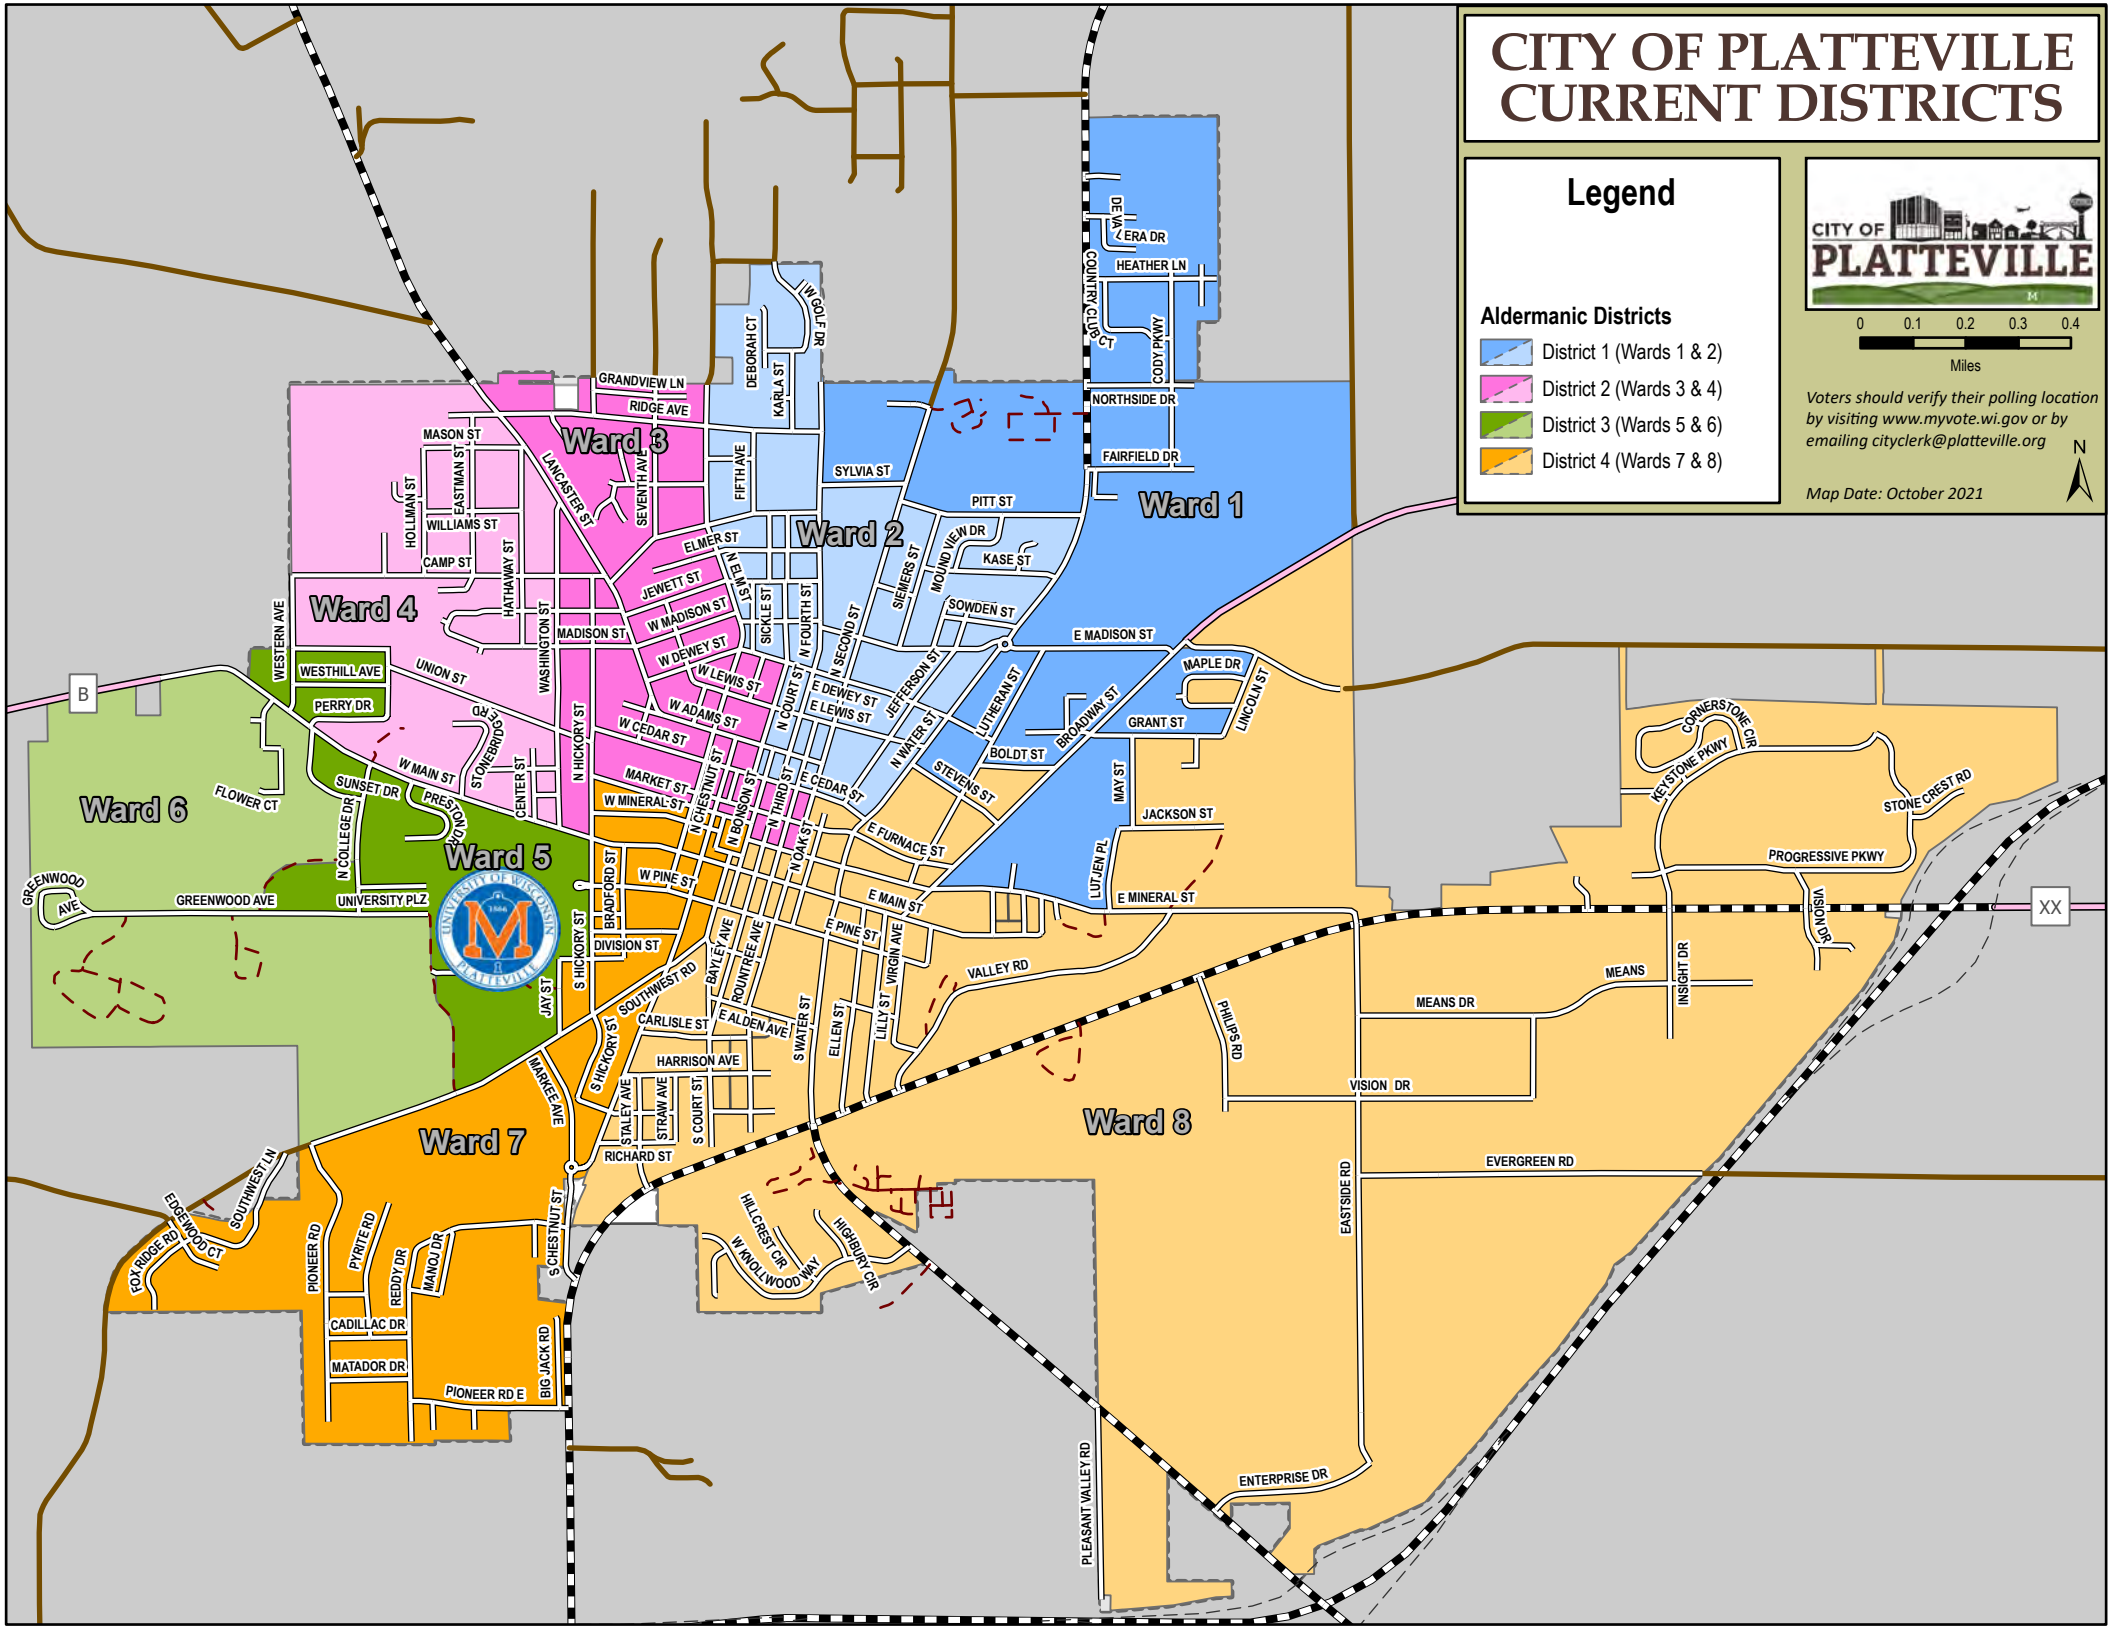 CITY OF PLATTEVILLE
CURRENT DISTRICTS
Legend
Aldermanic Districts
District 1 (Wards 1 & 2)
District 2 (Wards 3 & 4)
District 3 (Wards 5 & 6)
District 4 (Wards 7 & 8)
CITY OF
PLATTEVILLE
M
0 0.1 0.2 0.3 0.4
Miles
Voters should verify their polling location
by visiting www.myvote.wi.gov or by
emailing cityclerk@platteville.org
N
Map Date: October 2021
DE VALERA DR
HEATHER LN
COUNTRY CLUB CT
CODY PKWY
NORTHSIDE DR
FAIRFIELD DR
Ward 1
W GOLF DR
DEBORAH CT
KARLA ST
GRANDVIEW LN
RIDGE AVE
Ward 3
MASON ST
EASTMAN ST
HOLLMAN ST
WILLIAMS ST
CAMP ST
HATHAWAY ST
LANCASTER ST
SEVENTH AVE
FIFTH AVE
SYLVIA ST
PITT ST
Ward 2
MOUND VIEW DR
KASE ST
SIEMERS ST
SOWDEN ST
ELMER ST
N ELM ST
JEWETT ST
W MADISON ST
SICKLE ST
N FOURTH ST
N SECOND ST
Ward 4
WESTERN AVE
WASHINGTON ST
MADISON ST
W DEWEY ST
W LEWIS ST
N COURT ST
E DEWEY ST
E LEWIS ST
JEFFERSON ST
E MADISON ST
MAPLE DR
LINCOLN ST
LUTHERAN ST
BROADWAY ST
GRANT ST
BOLDT ST
STEVENS ST
N WATER ST
MAY ST
JACKSON ST
LUTJEN PL
B
WESTHILL AVE
UNION ST
PERRY DR
STONEBRIDGE RD
W ADAMS ST
W CEDAR ST
N HICKORY ST
MARKET ST
W MINERAL ST
N CHESTNUT ST
N BONSON ST
N THIRD ST
N OAK ST
E CEDAR ST
E FURNACE ST
W MAIN ST
CENTER ST
SUNSET DR
PRESTON DR
FLOWER CT
Ward 6
N COLLEGE DR
Ward 5
UNIVERSITY OF WISCONSIN
1866
M
PLATTEVILLE
GREENWOOD
AVE
GREENWOOD AVE
UNIVERSITY PLZ
BRADFORD ST
W PINE ST
S HICKORY ST
DIVISION ST
JAY ST
SOUTHWEST RD
BAYLEY AVE
ROUNTREE AVE
E MAIN ST
E PINE ST
VIRGIN AVE
E MINERAL ST
VALLEY RD
S HICKORY ST
CARLISLE ST
E ALDEN AVE
HARRISON AVE
S WATER ST
ELLEN ST
LILLY ST
MARKEE AVE
STALEY AVE
STRAW AVE
S COURT ST
RICHARD ST
Ward 7
Ward 8
PHILIPS RD
CORNERSTONE CIR
KEYSTONE PKWY
STONE CREST RD
PROGRESSIVE PKWY
VISION DR
XX
MEANS
MEANS DR
INSIGHT DR
VISION DR
EVERGREEN RD
EASTSIDE RD
SOUTHWEST LN
EDGEWOOD CT
FOX RIDGE RD
PIONEER RD
PYRITE RD
REDDY DR
MANOJ DR
S CHESTNUT ST
CADILLAC DR
MATADOR DR
PIONEER RD E
BIG JACK RD
HILLCREST CIR
W KNOLLWOOD WAY
HIGHBURY CIR
PLEASANT VALLEY RD
ENTERPRISE DR